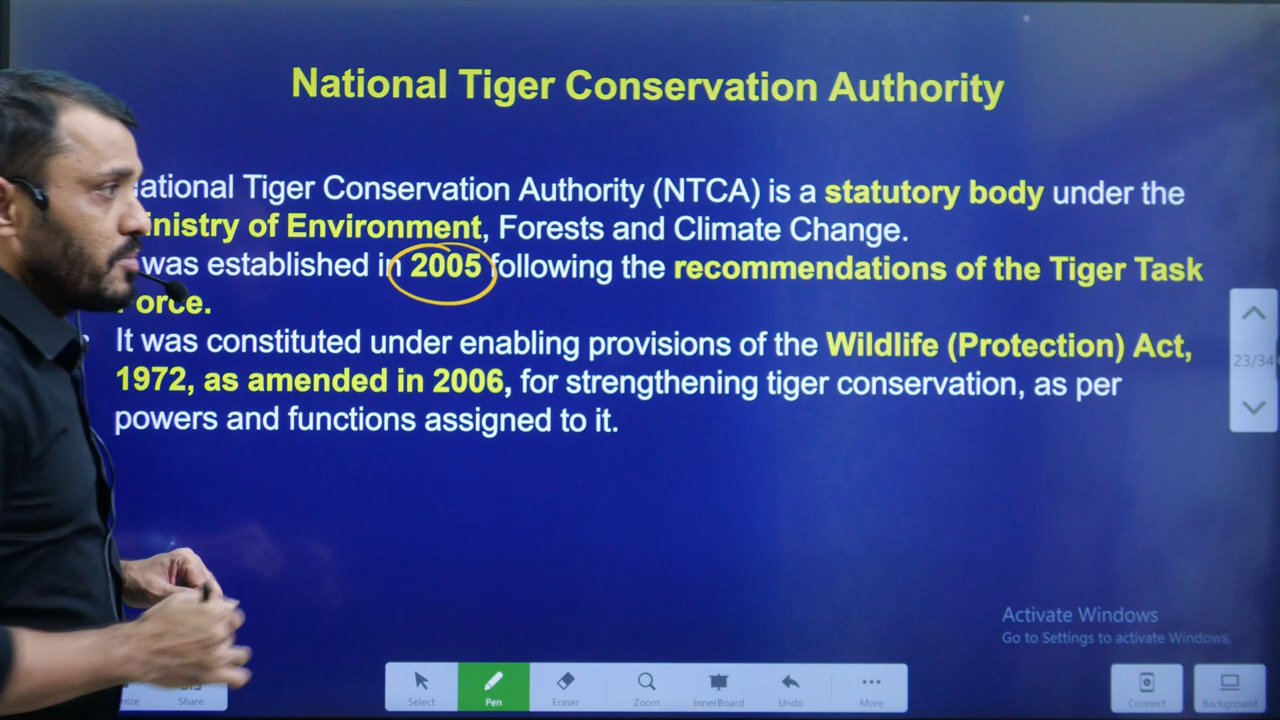 National Tiger Conservation Authority
ational Tiger Conservation Authority (NTCA) is a statutory body under the
inistry of Environment, Forests and Climate Change.
was established in 2005 following the recommendations of the Tiger Task
orce.
It was constituted under enabling provisions of the Wildlife (Protection) Act,
1972, as amended in 2006, for strengthening tiger conservation, as per
powers and functions assigned to it.
23/34
Activate Windows
Go to Settings to activate Windows.
Share
Select
Pen
Eraser
Zoom
InnerBoard
Undo
More
Connect
Background